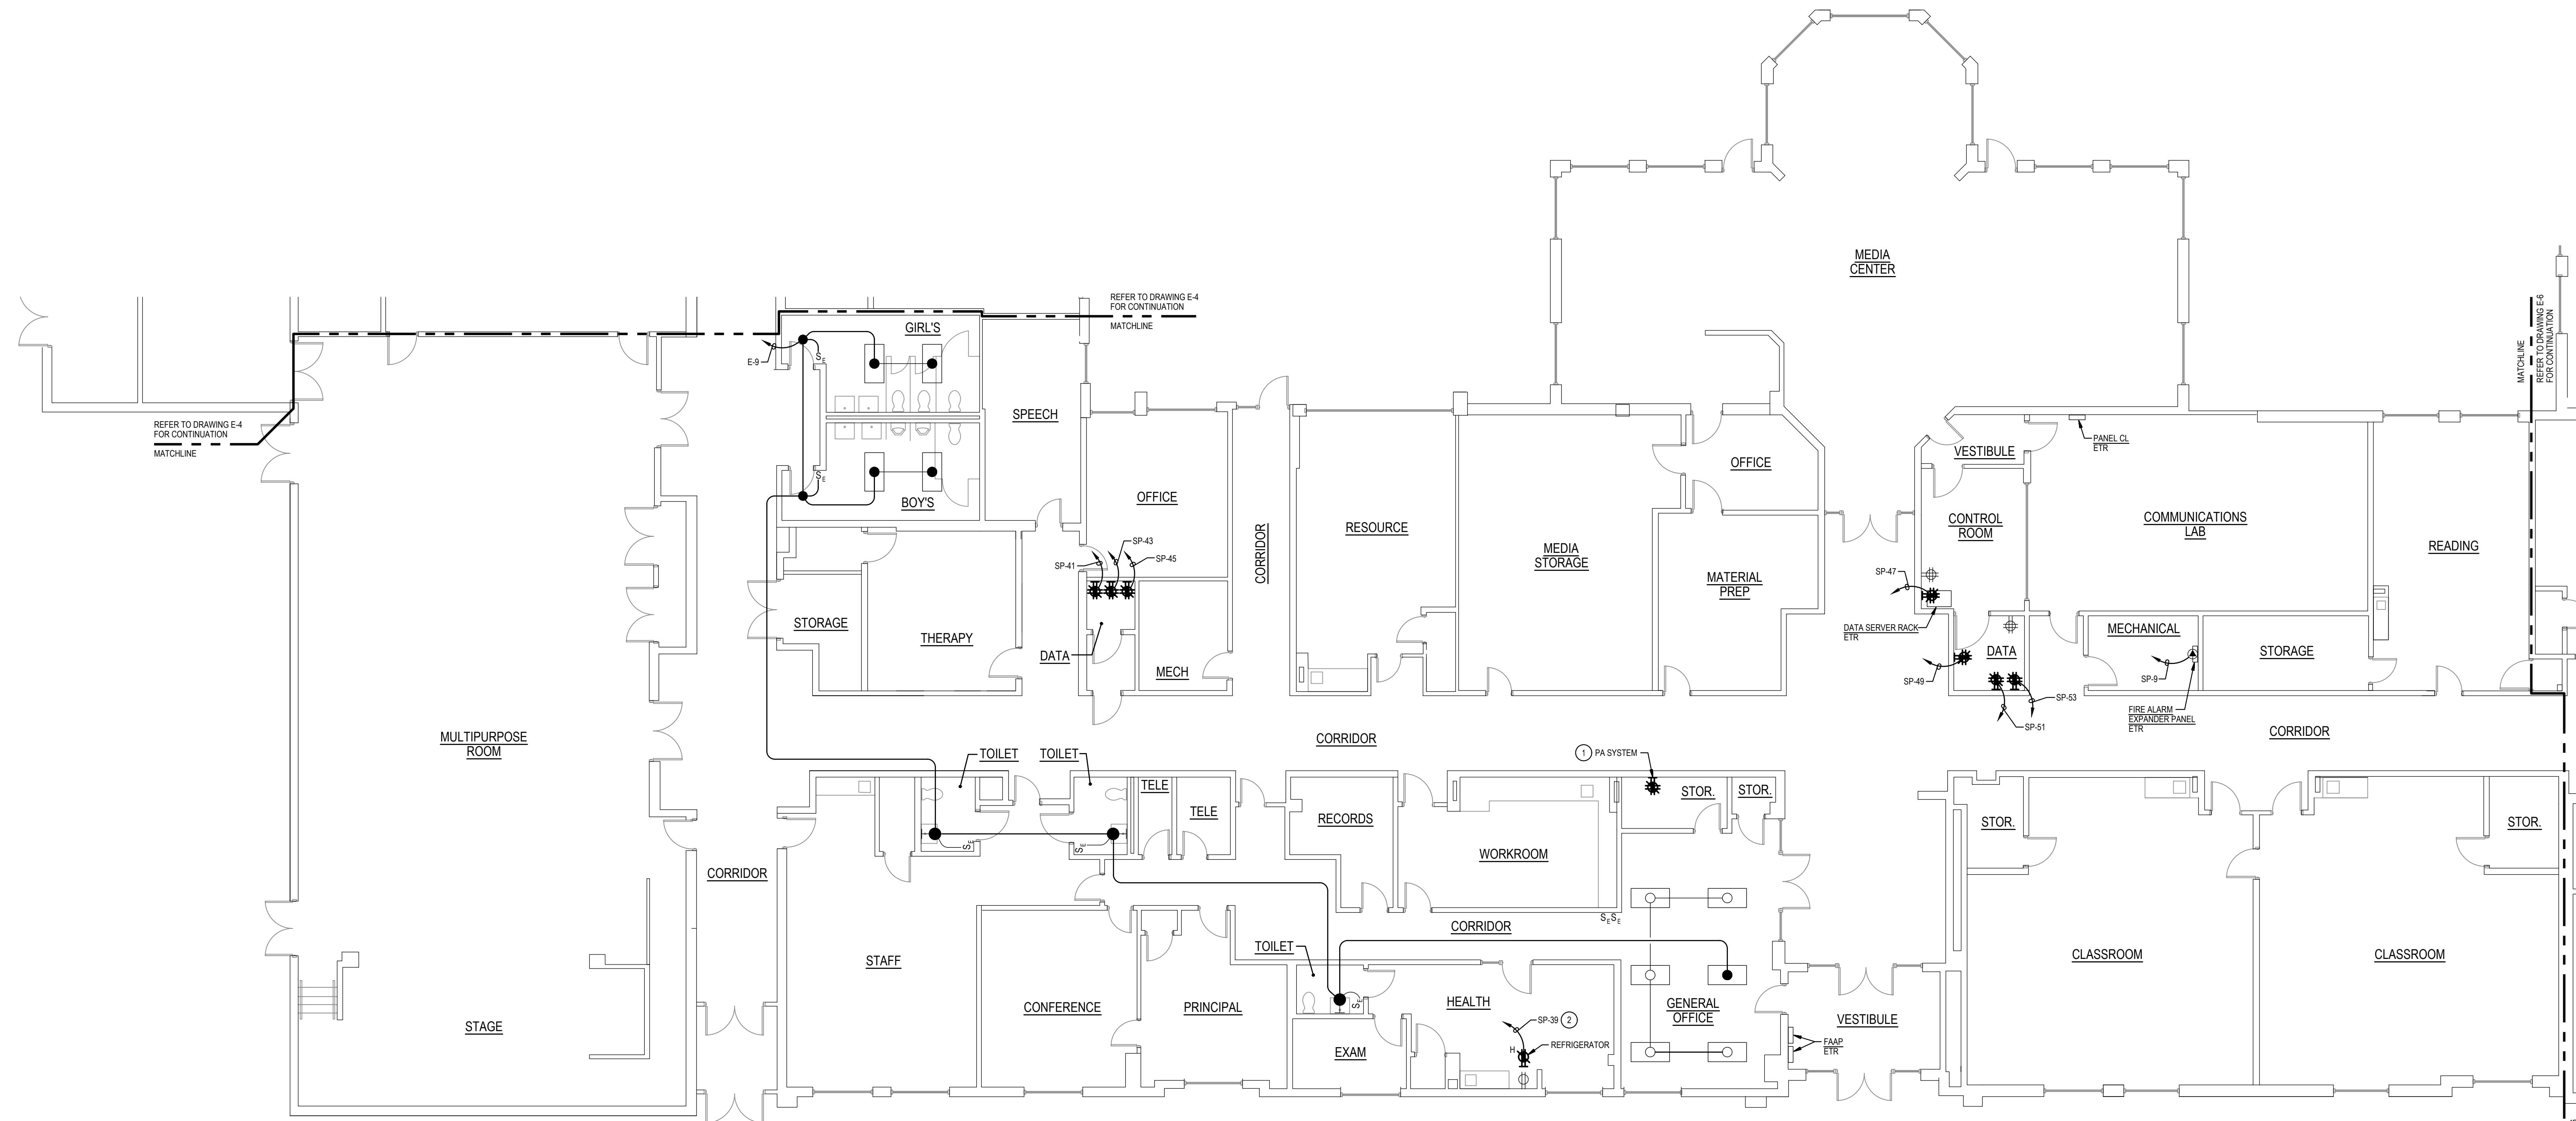 MEDIA
CENTER
REFER TO DRAWING E-4
FOR CONTINUATION
MATCHLINE
MATCHLINE
REFER TO DRAWING E-6
FOR CONTINUATION
GIRL'S
E-9
S E
SPEECH
REFER TO DRAWING E-4
FOR CONTINUATION
MATCHLINE
PANEL CL
ETR
VESTIBULE
OFFICE
S E
BOY'S
OFFICE
RESOURCE
CORRIDOR
MEDIA
STORAGE
CONTROL
ROOM
COMMUNICATIONS
LAB
READING
SP-41
SP-43
SP-45
SP-47
MATERIAL
PREP
STORAGE
THERAPY
DATA
MECH
DATA SERVER RACK
ETR
DATA
MECHANICAL
STORAGE
SP-49
SP-9
SP-53
SP-51
FIRE ALARM
EXPANDER PANEL
ETR
MULTIPURPOSE
ROOM
CORRIDOR
CORRIDOR
TOILET
TOILET
1 PA SYSTEM
TELE
TELE
STOR.
STOR.
RECORDS
STOR.
STOR.
S E
S E
WORKROOM
CORRIDOR
S E S E
CORRIDOR
TOILET
STAFF
CLASSROOM
CLASSROOM
CONFERENCE
PRINCIPAL
S E
HEALTH
GENERAL
OFFICE
STAGE
SP-39 2
VESTIBULE
EXAM
H
REFRIGERATOR
FAAP
ETR